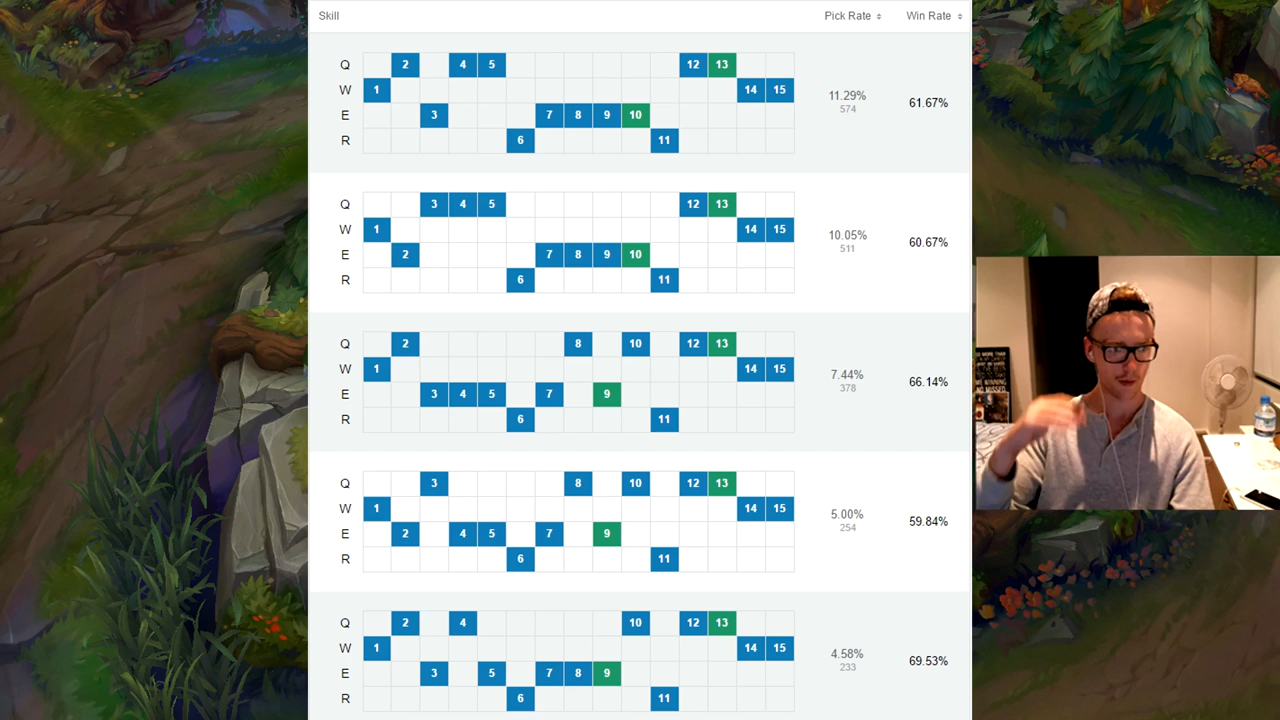 Skill Pick Rate Win Rate
Q 2 4 5 12 13
W 1 14 15
E 3 7 8 9 10
R 6 11
11.29%
574
61.67%
Q 3 4 5 12 13
W 1 14 15
E 2 7 8 9 10
R 6 11
10.05%
511
60.67%
Q 2 8 10 12 13
W 1 14 15
E 3 4 5 7 9
R 6 11
7.44%
378
66.14%
Q 3 8 10 12 13
W 1 14 15
E 2 4 5 7 9
R 6 11
5.00%
254
59.84%
Q 2 4 10 12 13
W 1 14 15
E 3 5 7 8 9
R 6 11
4.58%
233
69.53%